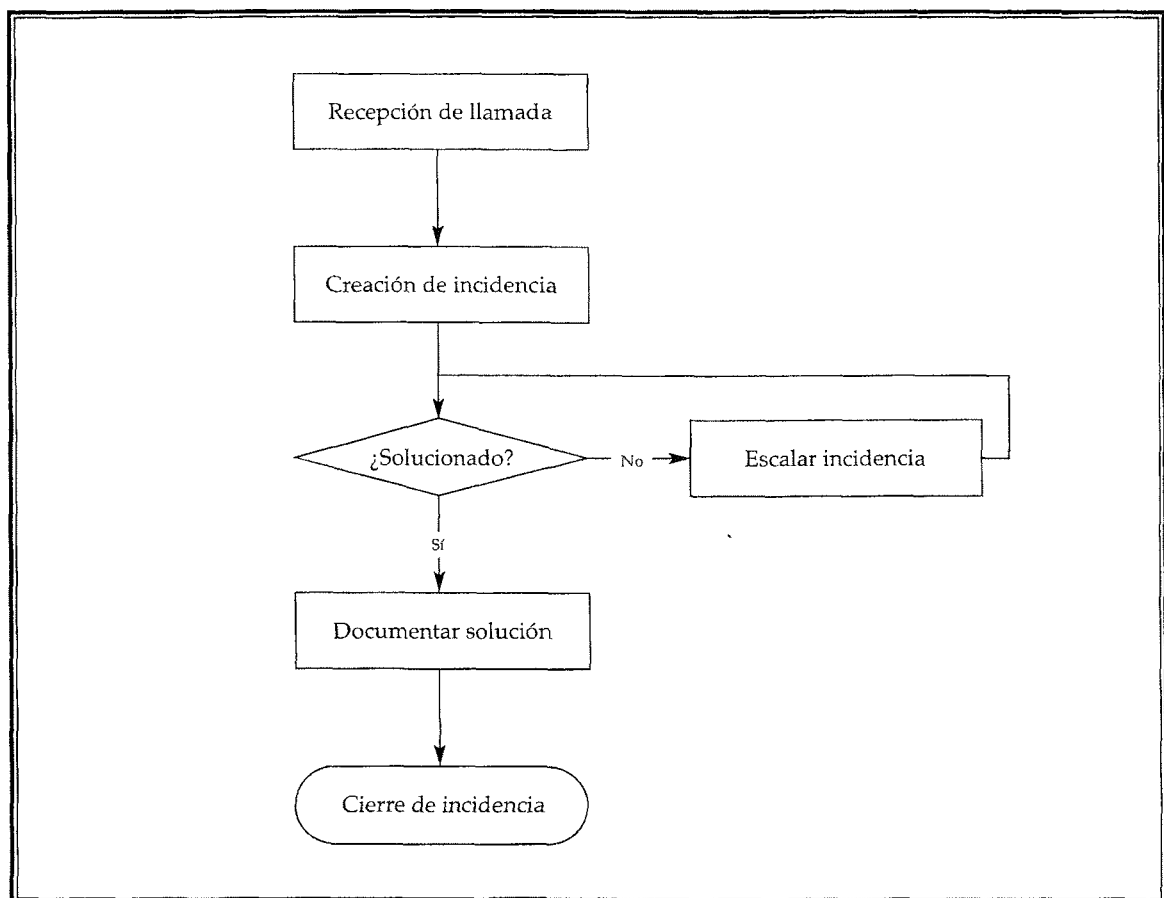 Recepción de llamada
Creación de incidencia
¿Solucionado?
No
Escalar incidencia
Sí
Documentar solución
Cierre de incidencia